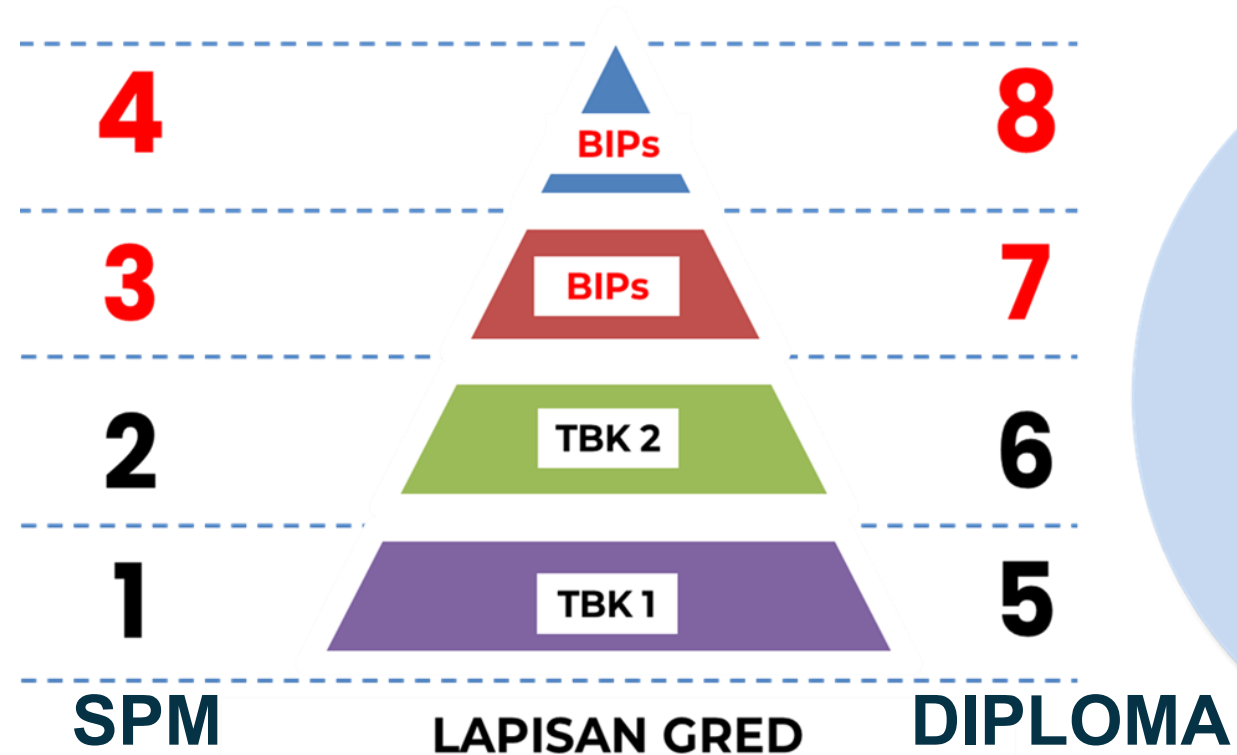 4 BIPs 8
3 BIPs 7
2 TBK 2 6
1 TBK 1 5
SPM LAPISAN GRED DIPLOMA